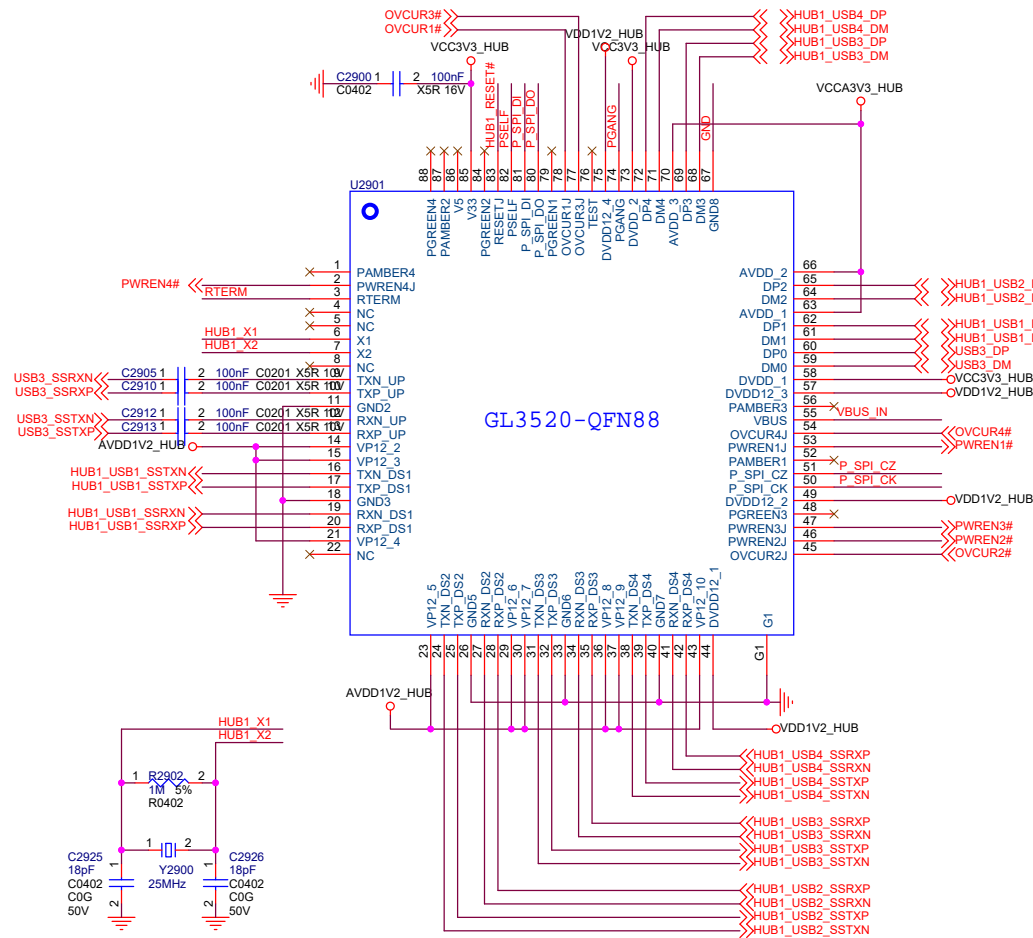 OVCUR3#
OVCUR1#
VCC3V3_HUB
VDD1V2_HUB
VCC3V3_HUB
HUB1_USB4_DP
HUB1_USB4_DM
HUB1_USB3_DP
HUB1_USB3_DM
VCCA3V3_HUB
C2900 1 2 100nF
C0402 X5R 16V
HUB1_RESET#
PSELF
P_SPI_DI
P_SPI_DO
PGANG
GND
88 87 86 85 84 83 82 81 80 79 78 77 76 75 74 73 72 71 70 69 68 67
U2901
PGREEN4
PAMBER2
V5
V33
PGREEN2
RESETJ
PSELF
P_SPI_DI
P_SPI_DO
PGREEN1
OVCUR1J
OVCUR3J
TEST
DVDD12_4
PGANG
DVDD_2
DP4
DM4
AVDD_3
DP3
DM3
GND8
GL3520-QFN88
1 PAMBER4
PWREN4# 2 PWREN4J
RTERM 3 RTERM
4 NC
5 NC
HUB1_X1 6 X1
HUB1_X2 7 X2
8 NC
USB3_SSRXN C2905 1 2 100nF C0201 X5R 10V 9 TXN_UP
USB3_SSRXP C2910 1 2 100nF C0201 X5R 10V 10 TXP_UP
11 GND2
USB3_SSTXN C2912 1 2 100nF C0201 X5R 10V 12 RXN_UP
USB3_SSTXP C2913 1 2 100nF C0201 X5R 10V 13 RXP_UP
AVDD1V2_HUB 14 VP12_2
15 VP12_3
HUB1_USB1_SSTXN 16 TXN_DS1
HUB1_USB1_SSTXP 17 TXP_DS1
18 GND3
HUB1_USB1_SSRXN 19 RXN_DS1
HUB1_USB1_SSRXP 20 RXP_DS1
21 VP12_4
22 NC
AVDD_2 66
DP2 65 HUB1_USB2_
DM2 64 HUB1_USB2_
AVDD_1 63
DP1 62 HUB1_USB1_
DM1 61 HUB1_USB1_
DP0 60 USB3_DP
DM0 59 USB3_DM
DVDD_1 58 VCC3V3_HUB
DVDD12_3 57 VDD1V2_HUB
PAMBER3 56
VBUS 55 VBUS_IN
OVCUR4J 54 OVCUR4#
PWREN1J 53 PWREN1#
PAMBER1 52
P_SPI_CZ 51 P_SPI_CZ
P_SPI_CK 50 P_SPI_CK
DVDD12_2 49 VDD1V2_HUB
PGREEN3 48
PWREN3J 47 PWREN3#
PWREN2J 46 PWREN2#
OVCUR2J 45 OVCUR2#
VP12_5
TXN_DS2
TXP_DS2
GND5
RXN_DS2
RXP_DS2
VP12_6
VP12_7
TXN_DS3
TXP_DS3
GND6
RXN_DS3
RXP_DS3
VP12_8
VP12_9
TXN_DS4
TXP_DS4
GND7
RXN_DS4
RXP_DS4
VP12_10
DVDD12_1
G1
23 24 25 26 27 28 29 30 31 32 33 34 35 36 37 38 39 40 41 42 43 44 G1
AVDD1V2_HUB
VDD1V2_HUB
HUB1_USB4_SSRXP
HUB1_USB4_SSRXN
HUB1_USB4_SSTXP
HUB1_USB4_SSTXN
HUB1_USB3_SSRXP
HUB1_USB3_SSRXN
HUB1_USB3_SSTXP
HUB1_USB3_SSTXN
HUB1_USB2_SSRXP
HUB1_USB2_SSRXN
HUB1_USB2_SSTXP
HUB1_USB2_SSTXN
HUB1_X1
HUB1_X2
1 R2902 2
1M 5%
R0402
1 2
Y2900
25MHz
C2925
18pF
1
C0402
C0G
50V
2
C2926
18pF
1
C0402
C0G
50V
2